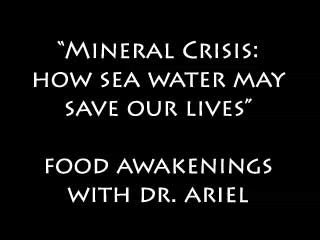 “Mineral Crisis:
how sea water may
save our lives”
food awakenings
with Dr. Ariel